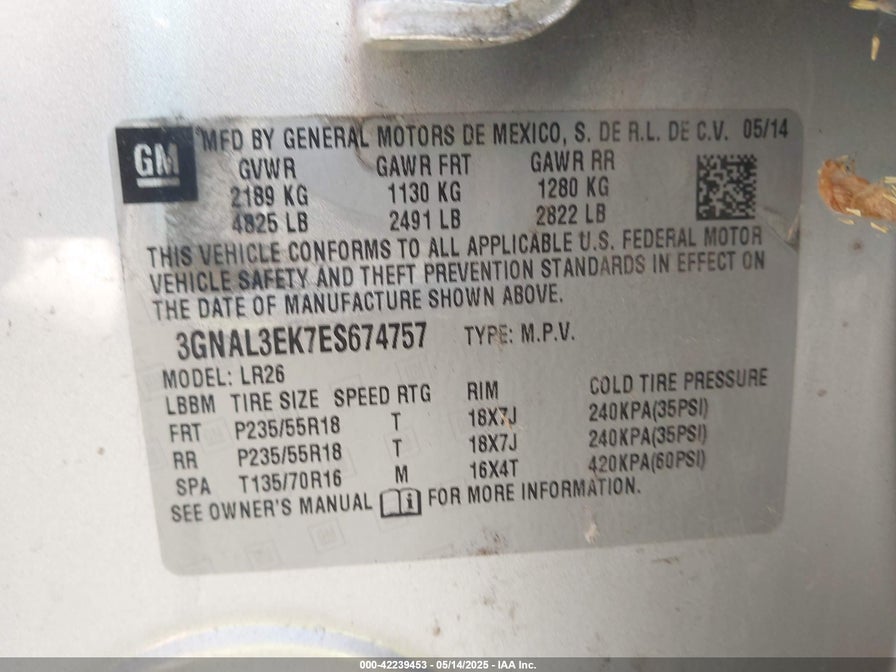 GM
MFD BY GENERAL MOTORS DE MEXICO, S. DE R.L. DE C.V. 05/14
GVWR GAWR FRT GAWR RR
2189 KG 1130 KG 1280 KG
4825 LB 2491 LB 2822 LB
THIS VEHICLE CONFORMS TO ALL APPLICABLE U.S. FEDERAL MOTOR
VEHICLE SAFETY AND THEFT PREVENTION STANDARDS IN EFFECT ON
THE DATE OF MANUFACTURE SHOWN ABOVE.
3GNAL3EK7ES674757 TYPE: M.P.V.
MODEL: LR26
LBBM TIRE SIZE SPEED RTG RIM COLD TIRE PRESSURE
FRT P235/55R18 T 18X7J 240KPA(35PSI)
RR P235/55R18 T 18X7J 240KPA(35PSI)
SPA T135/70R16 M 16X4T 420KPA(60PSI)
SEE OWNER'S MANUAL i FOR MORE INFORMATION.
000-42239453 - 05/14/2025 - IAA Inc.